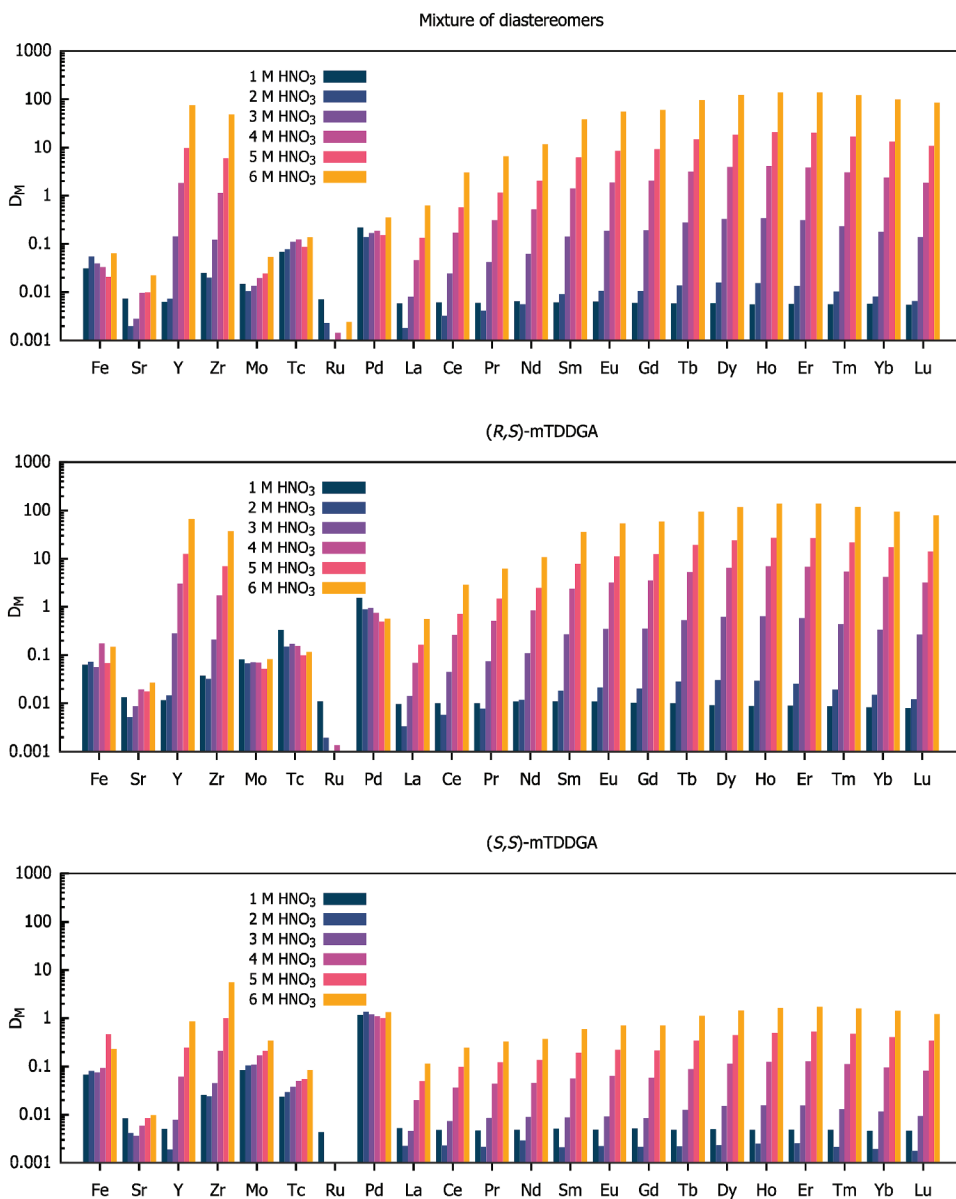 Mixture of diastereomers
1000
100
10
1
0.1
0.01
0.001
D_M
1 M HNO₃
2 M HNO₃
3 M HNO₃
4 M HNO₃
5 M HNO₃
6 M HNO₃
Fe Sr Y Zr Mo Tc Ru Pd La Ce Pr Nd Sm Eu Gd Tb Dy Ho Er Tm Yb Lu
(R,S)-mTDDGA
1000
100
10
1
0.1
0.01
0.001
D_M
1 M HNO₃
2 M HNO₃
3 M HNO₃
4 M HNO₃
5 M HNO₃
6 M HNO₃
Fe Sr Y Zr Mo Tc Ru Pd La Ce Pr Nd Sm Eu Gd Tb Dy Ho Er Tm Yb Lu
(S,S)-mTDDGA
1000
100
10
1
0.1
0.01
0.001
D_M
1 M HNO₃
2 M HNO₃
3 M HNO₃
4 M HNO₃
5 M HNO₃
6 M HNO₃
Fe Sr Y Zr Mo Tc Ru Pd La Ce Pr Nd Sm Eu Gd Tb Dy Ho Er Tm Yb Lu